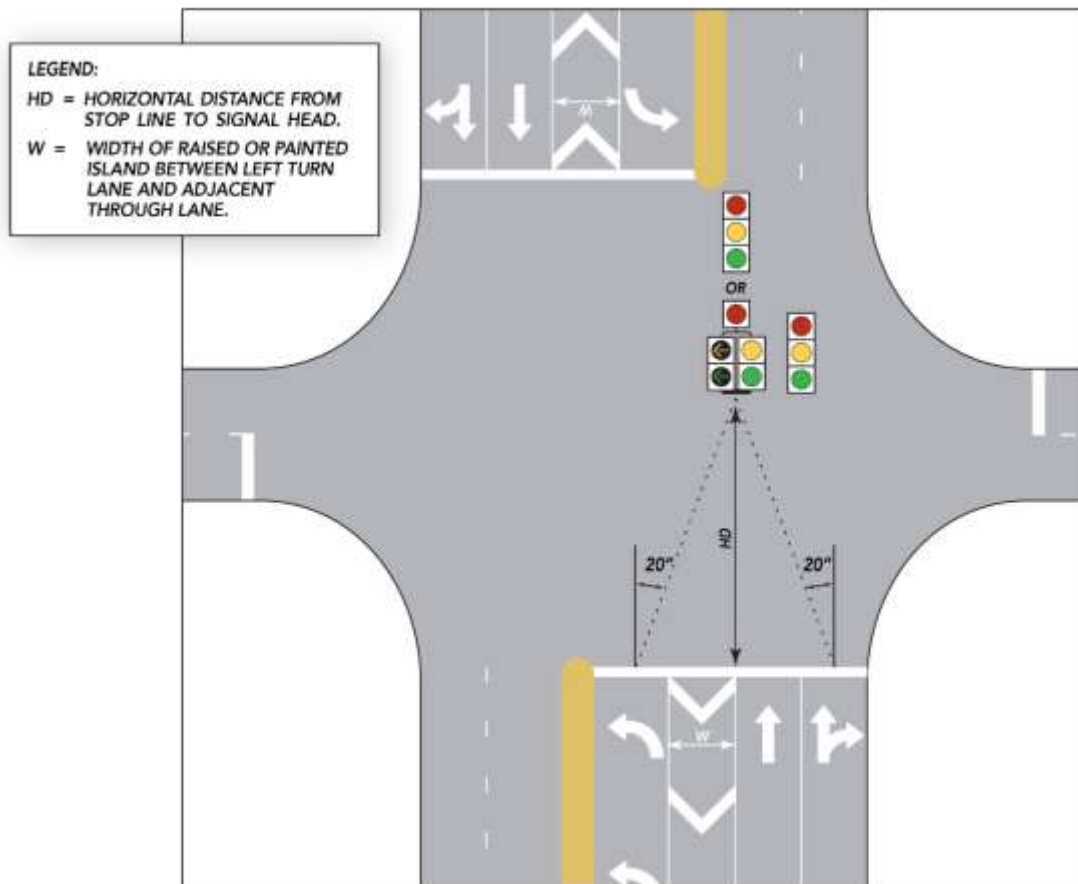 LEGEND:
HD = HORIZONTAL DISTANCE FROM
STOP LINE TO SIGNAL HEAD.
W = WIDTH OF RAISED OR PAINTED
ISLAND BETWEEN LEFT TURN
LANE AND ADJACENT
THROUGH LANE.
W
OR
HD
20°
20°
W